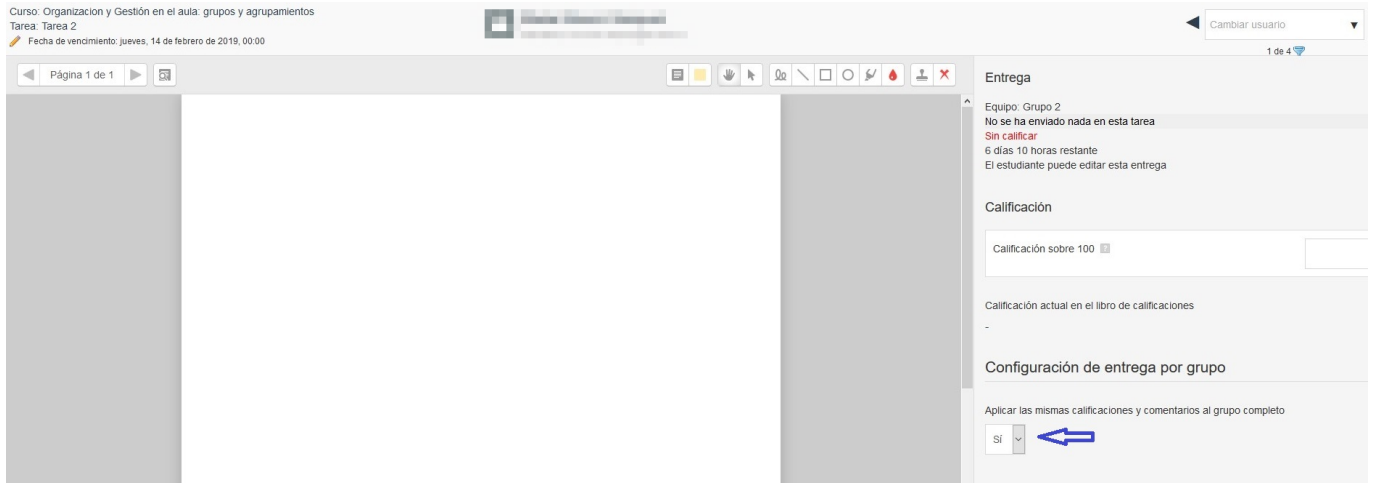 Curso: Organizacion y Gestión en el aula: grupos y agrupamientos
Tarea: Tarea 2
Fecha de vencimiento: jueves, 14 de febrero de 2019, 00:00
Cambiar usuario
1 de 4
Página 1 de 1
Entrega
Equipo: Grupo 2
No se ha enviado nada en esta tarea
Sin calificar
6 días 10 horas restante
El estudiante puede editar esta entrega
Calificación
Calificación sobre 100
Calificación actual en el libro de calificaciones
-
Configuración de entrega por grupo
Aplicar las mismas calificaciones y comentarios al grupo completo
Sí